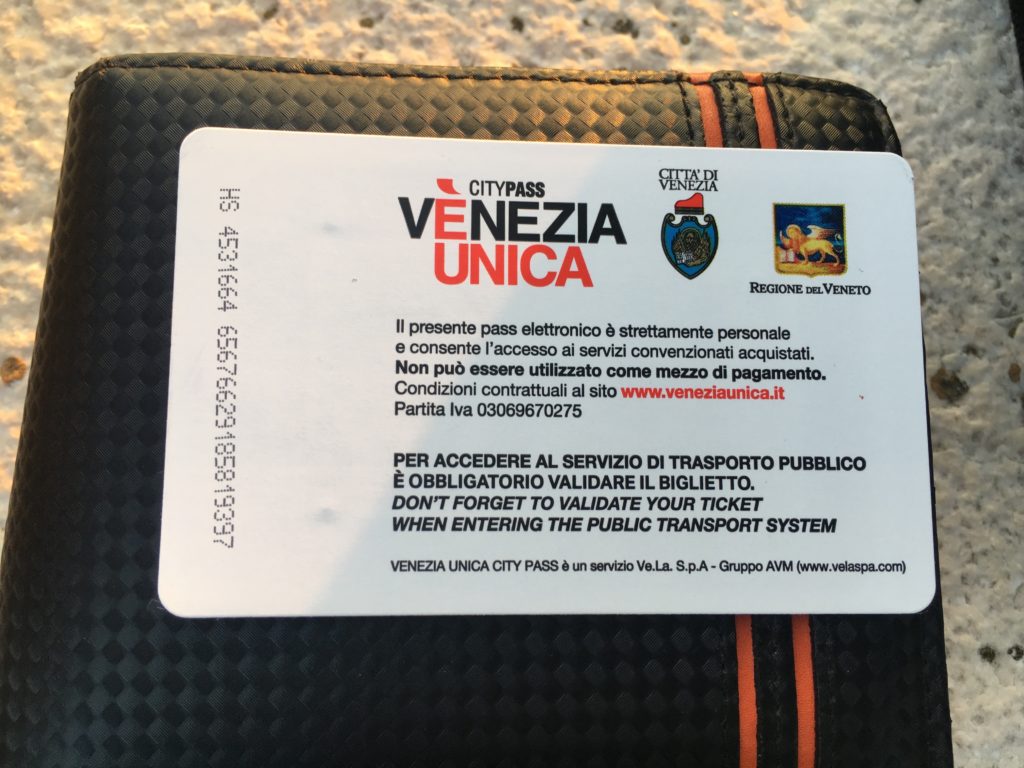 CITYPASS
VÈNEZIA
UNICA
CITTA' DI
VENEZIA
REGIONE DEL VENETO
Il presente pass elettronico è strettamente personale
e consente l'accesso ai servizi convenzionati acquistati.
Non può essere utilizzato come mezzo di pagamento.
Condizioni contrattuali al sito www.veneziaunica.it
Partita Iva 03069670275
PER ACCEDERE AL SERVIZIO DI TRASPORTO PUBBLICO
È OBBLIGATORIO VALIDARE IL BIGLIETTO.
DON'T FORGET TO VALIDATE YOUR TICKET
WHEN ENTERING THE PUBLIC TRANSPORT SYSTEM
VENEZIA UNICA CITY PASS è un servizio Ve.La. S.p.A - Gruppo AVM (www.velaspa.com)
HS 4531664 65676629185819397